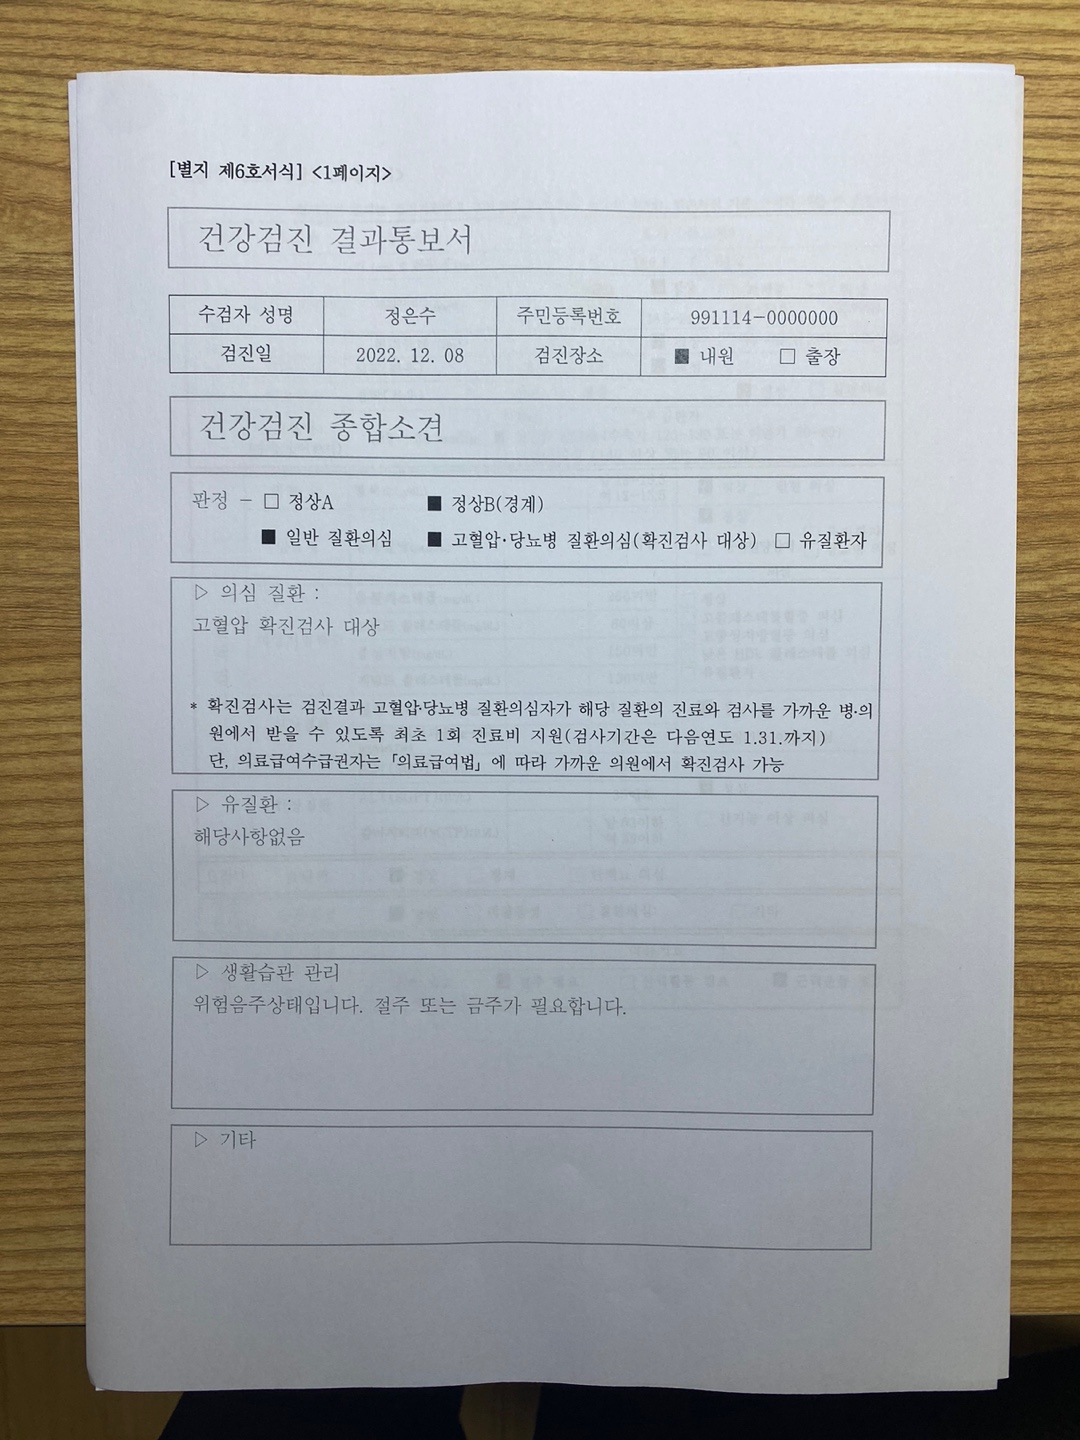 [별지 제6호서식] <1페이지>
건강검진 결과통보서
수검자 성명 정은수 주민등록번호 991114-0000000
검진일 2022. 12. 08 검진장소 ■ 내원 □ 출장
건강검진 종합소견
판정 - □ 정상A ■ 정상B(경계)
■ 일반 질환의심 ■ 고혈압·당뇨병 질환의심(확진검사 대상) □ 유질환자
▷ 의심 질환 :
고혈압 확진검사 대상
* 확진검사는 검진결과 고혈압·당뇨병 질환의심자가 해당 질환의 진료와 검사를 가까운 병·의
원에서 받을 수 있도록 최초 1회 진료비 지원(검사기간은 다음연도 1.31.까지)
단, 의료급여수급권자는 「의료급여법」에 따라 가까운 의원에서 확진검사 가능
▷ 유질환 :
해당사항없음
▷ 생활습관 관리
위험음주상태입니다. 절주 또는 금주가 필요합니다.
▷ 기타